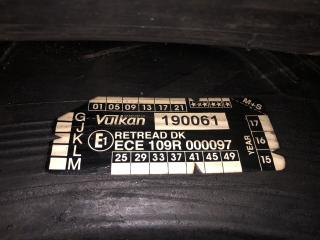 01 05 09 13 17 21
M+S
Vulkan 190061
G
J
K
L
M
E1
RETREAD DK
ECE 109R 000097
25 29 33 37 41 45 49
YEAR
17
16
15